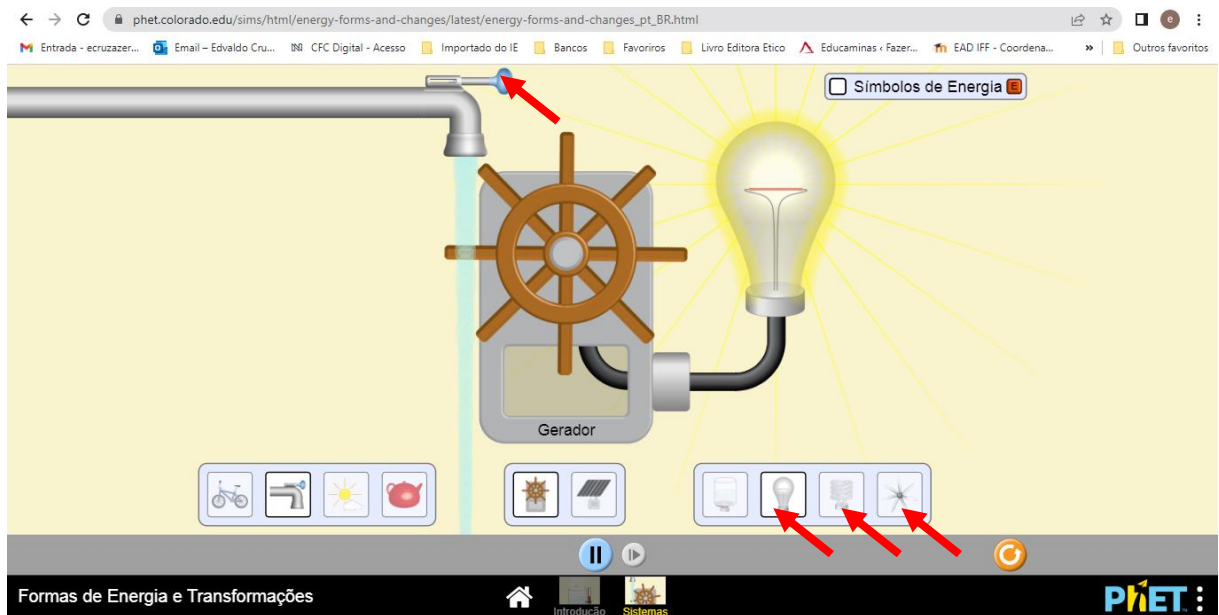 phet.colorado.edu/sims/html/energy-forms-and-changes/latest/energy-forms-and-changes_pt_BR.html
e
Entrada - ecruzazer... Email – Edvaldo Cru... CFC Digital - Acesso Importado do IE Bancos Favoriros Livro Editora Etico Educaminas ‹ Fazer... EAD IFF - Coordena... » Outros favoritos
Símbolos de Energia E
Gerador
Formas de Energia e Transformações
Introdução
Sistemas
PhET